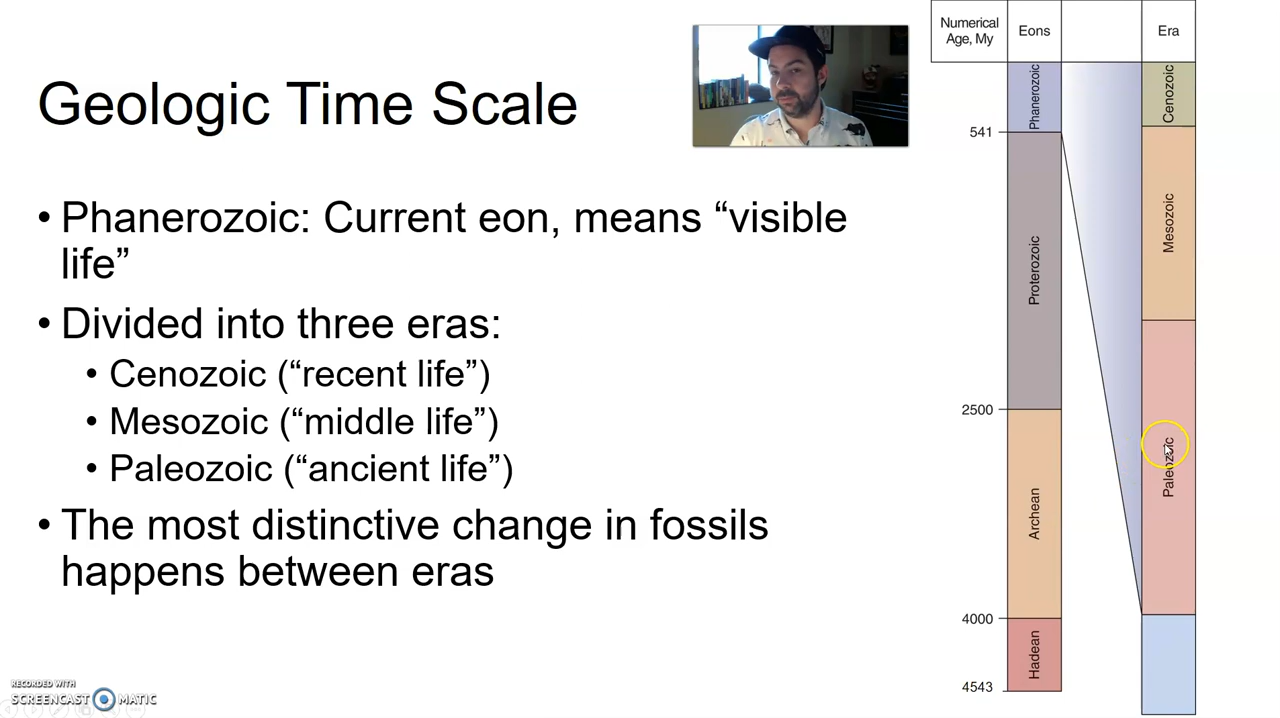 Geologic Time Scale
• Phanerozoic: Current eon, means “visible
life”
• Divided into three eras:
• Cenozoic (“recent life”)
• Mesozoic (“middle life”)
• Paleozoic (“ancient life”)
• The most distinctive change in fossils
happens between eras
RECORDED WITH
SCREENCAST MATIC
Numerical
Age, My
Eons
Era
Phanerozoic
541
Proterozoic
2500
Archean
4000
Hadean
4543
Cenozoic
Mesozoic
Paleozoic